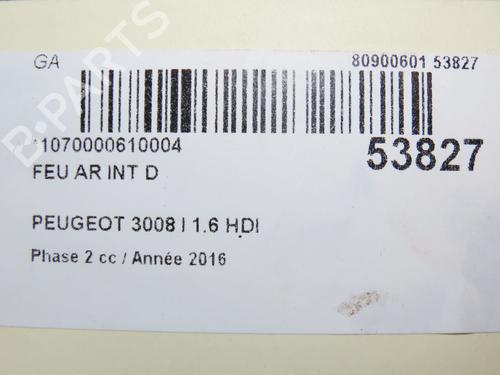 GA
80900601 53827
*1070000610004
53827
FEU AR INT D
PEUGEOT 3008 I 1.6 HDI
Phase 2 cc / Année 2016
B-PARTS